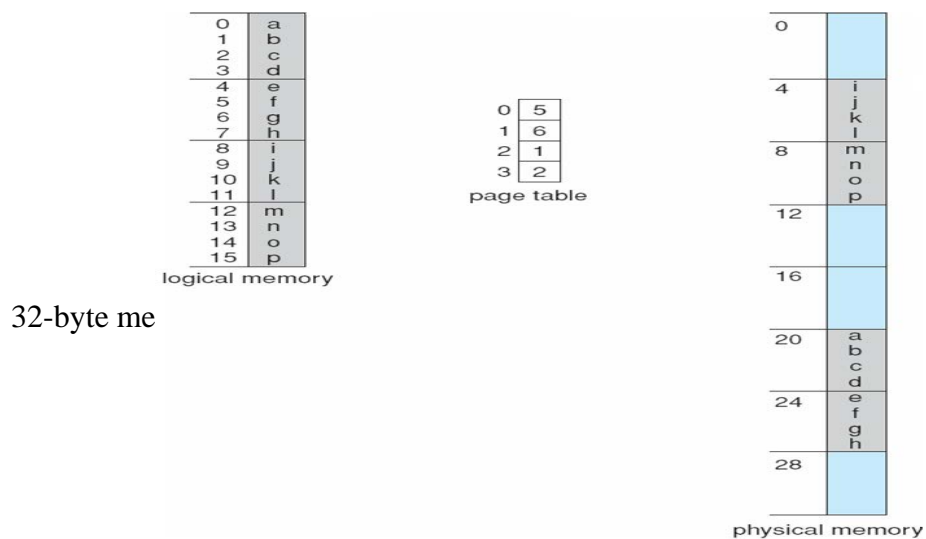 0 a
1 b
2 c
3 d
4 e
5 f
6 g
7 h
8 i
9 j
10 k
11 l
12 m
13 n
14 o
15 p
logical memory
0 5
1 6
2 1
3 2
page table
0
4 i
j
k
l
8 m
n
o
p
12
16
20 a
b
c
d
24 e
f
g
h
28
physical memory
32-byte me